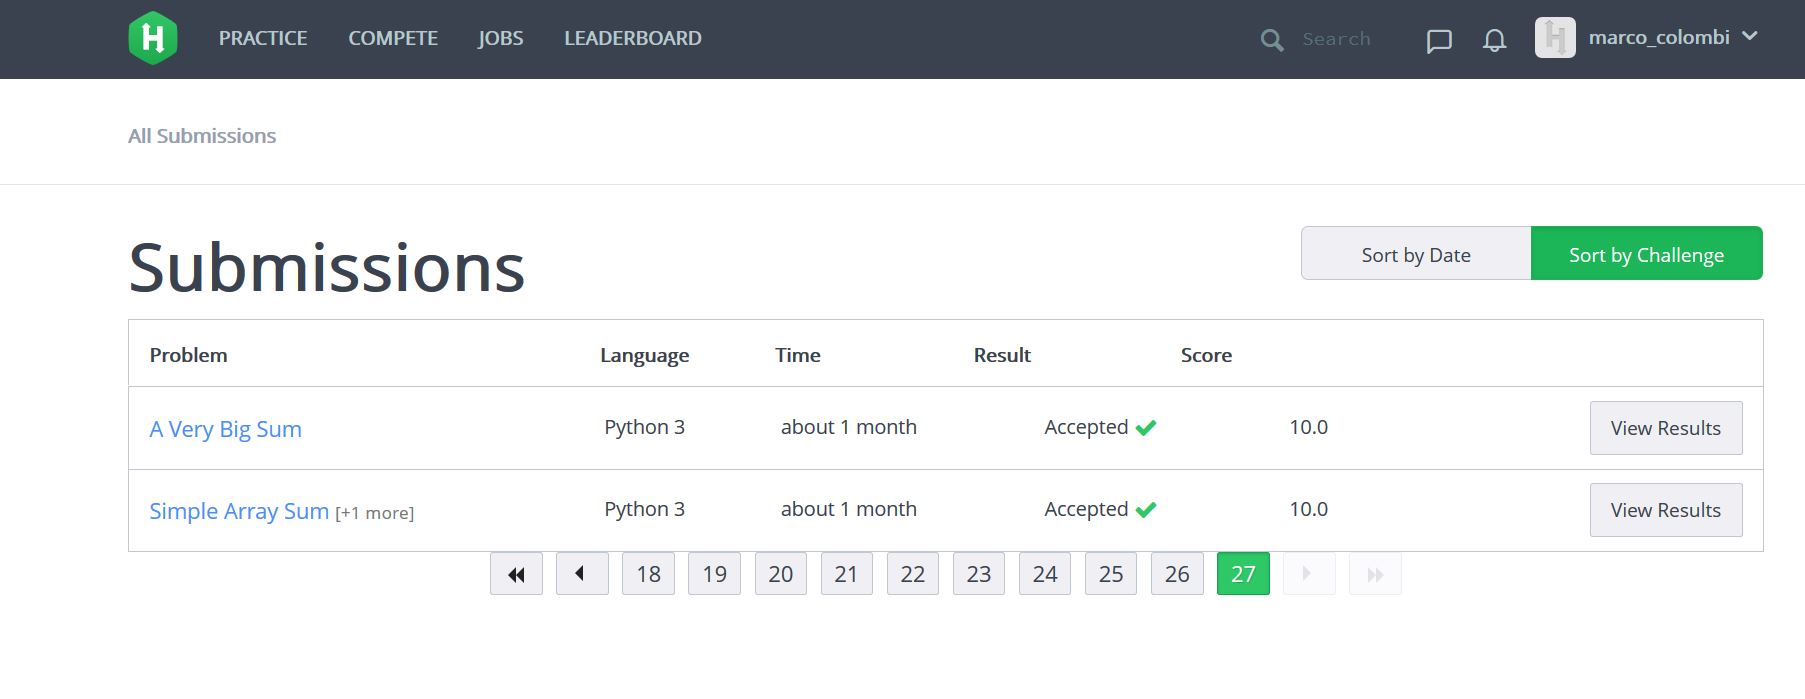 PRACTICE COMPETE JOBS LEADERBOARD Search marco_colombi
All Submissions
Submissions
Sort by Date Sort by Challenge
Problem Language Time Result Score
A Very Big Sum Python 3 about 1 month Accepted 10.0 View Results
Simple Array Sum [+1 more] Python 3 about 1 month Accepted 10.0 View Results
18 19 20 21 22 23 24 25 26 27